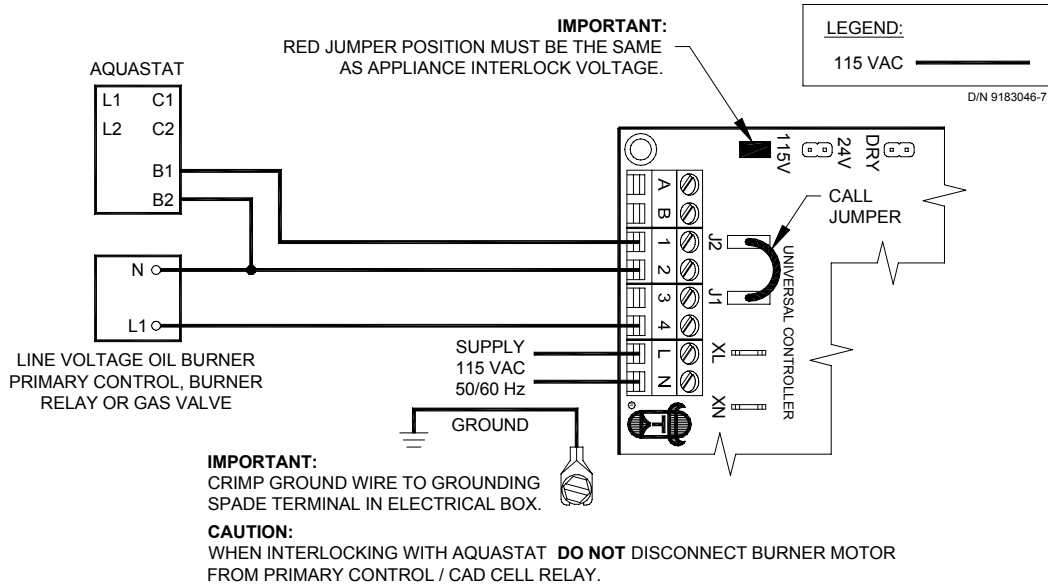 IMPORTANT:
RED JUMPER POSITION MUST BE THE SAME
AS APPLIANCE INTERLOCK VOLTAGE.
LEGEND:
115 VAC
D/N 9183046-7
AQUASTAT
L1 C1
L2 C2
B1
B2
115V
24V
DRY
CALL
JUMPER
A
B
1
2
3
4
L
N
J2
J1
UNIVERSAL CONTROLLER
XL
XN
T
N
L1
LINE VOLTAGE OIL BURNER
PRIMARY CONTROL, BURNER
RELAY OR GAS VALVE
SUPPLY
115 VAC
50/60 Hz
GROUND
IMPORTANT:
CRIMP GROUND WIRE TO GROUNDING
SPADE TERMINAL IN ELECTRICAL BOX.
CAUTION:
WHEN INTERLOCKING WITH AQUASTAT DO NOT DISCONNECT BURNER MOTOR
FROM PRIMARY CONTROL / CAD CELL RELAY.